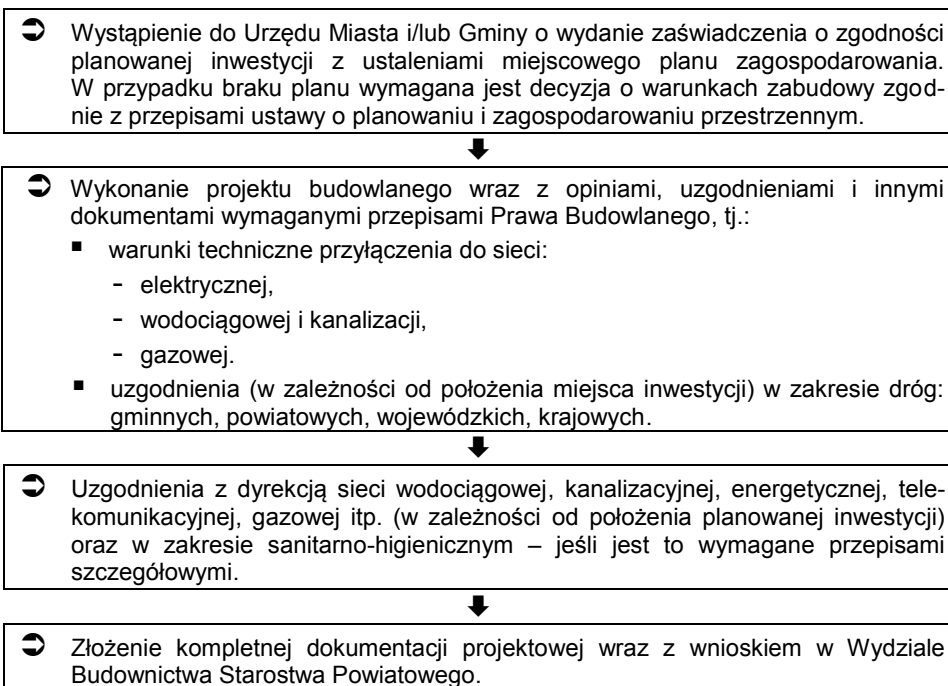 ➲ Wystąpienie do Urzędu Miasta i/lub Gminy o wydanie zaświadczenia o zgodności
planowanej inwestycji z ustaleniami miejscowego planu zagospodarowania.
W przypadku braku planu wymagana jest decyzja o warunkach zabudowy zgod-
nie z przepisami ustawy o planowaniu i zagospodarowaniu przestrzennym.
➲ Wykonanie projektu budowlanego wraz z opiniami, uzgodnieniami i innymi
dokumentami wymaganymi przepisami Prawa Budowlanego, tj.:
▪ warunki techniczne przyłączenia do sieci:
- elektrycznej,
- wodociągowej i kanalizacji,
- gazowej.
▪ uzgodnienia (w zależności od położenia miejsca inwestycji) w zakresie dróg:
gminnych, powiatowych, wojewódzkich, krajowych.
➲ Uzgodnienia z dyrekcją sieci wodociągowej, kanalizacyjnej, energetycznej, tele-
komunikacyjnej, gazowej itp. (w zależności od położenia planowanej inwestycji)
oraz w zakresie sanitarno-higienicznym – jeśli jest to wymagane przepisami
szczegółowymi.
➲ Złożenie kompletnej dokumentacji projektowej wraz z wnioskiem w Wydziale
Budownictwa Starostwa Powiatowego.